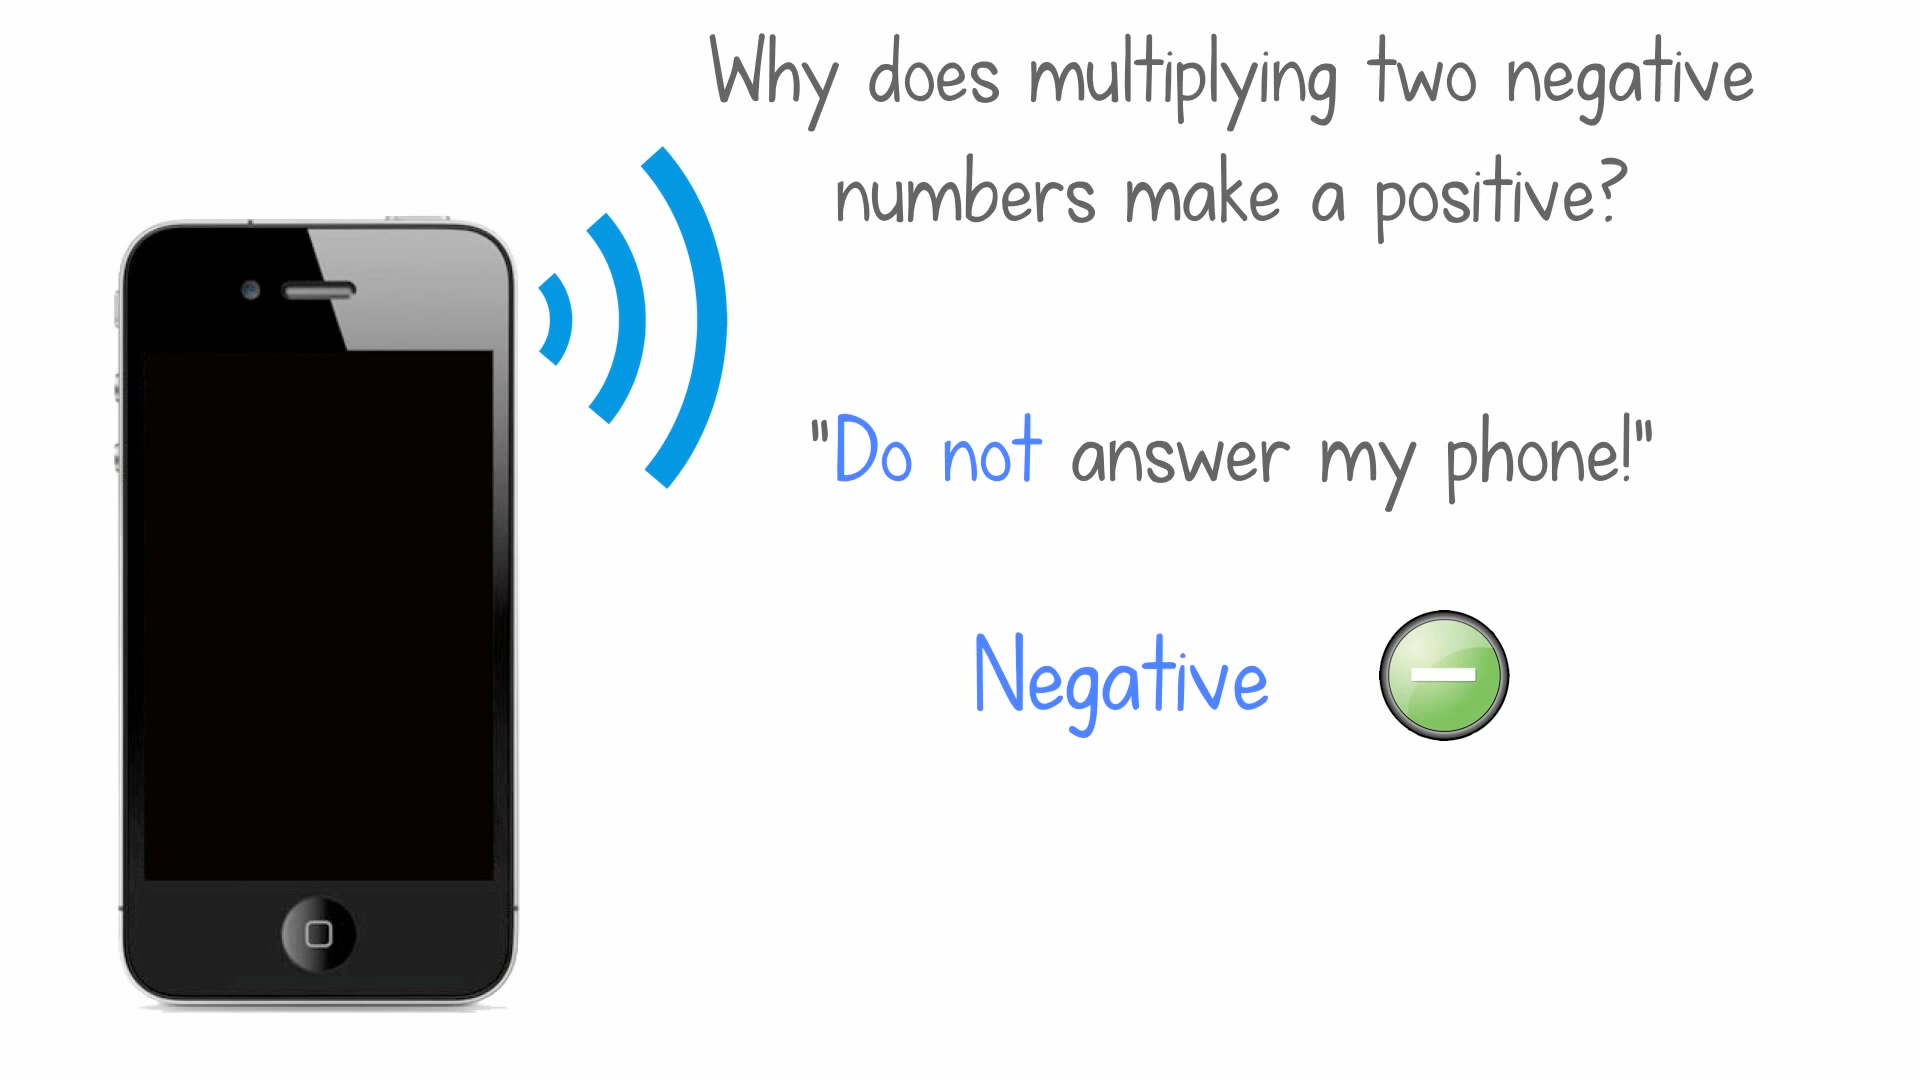 Why does multiplying two negative
numbers make a positive?
"Do not answer my phone!"
Negative